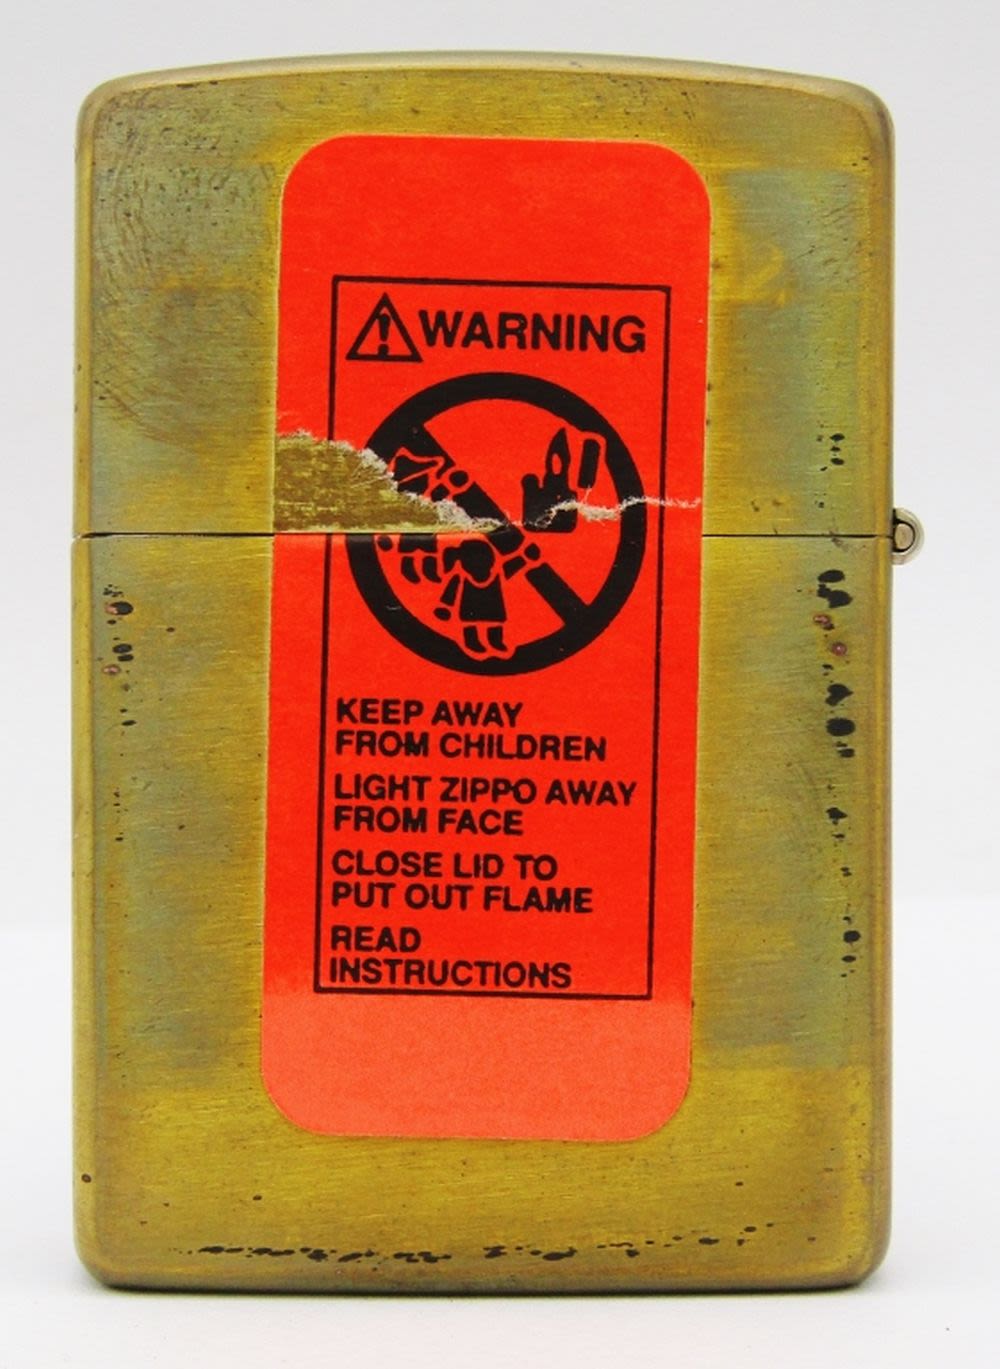 WARNING
KEEP AWAY
FROM CHILDREN
LIGHT ZIPPO AWAY
FROM FACE
CLOSE LID TO
PUT OUT FLAME
READ
INSTRUCTIONS